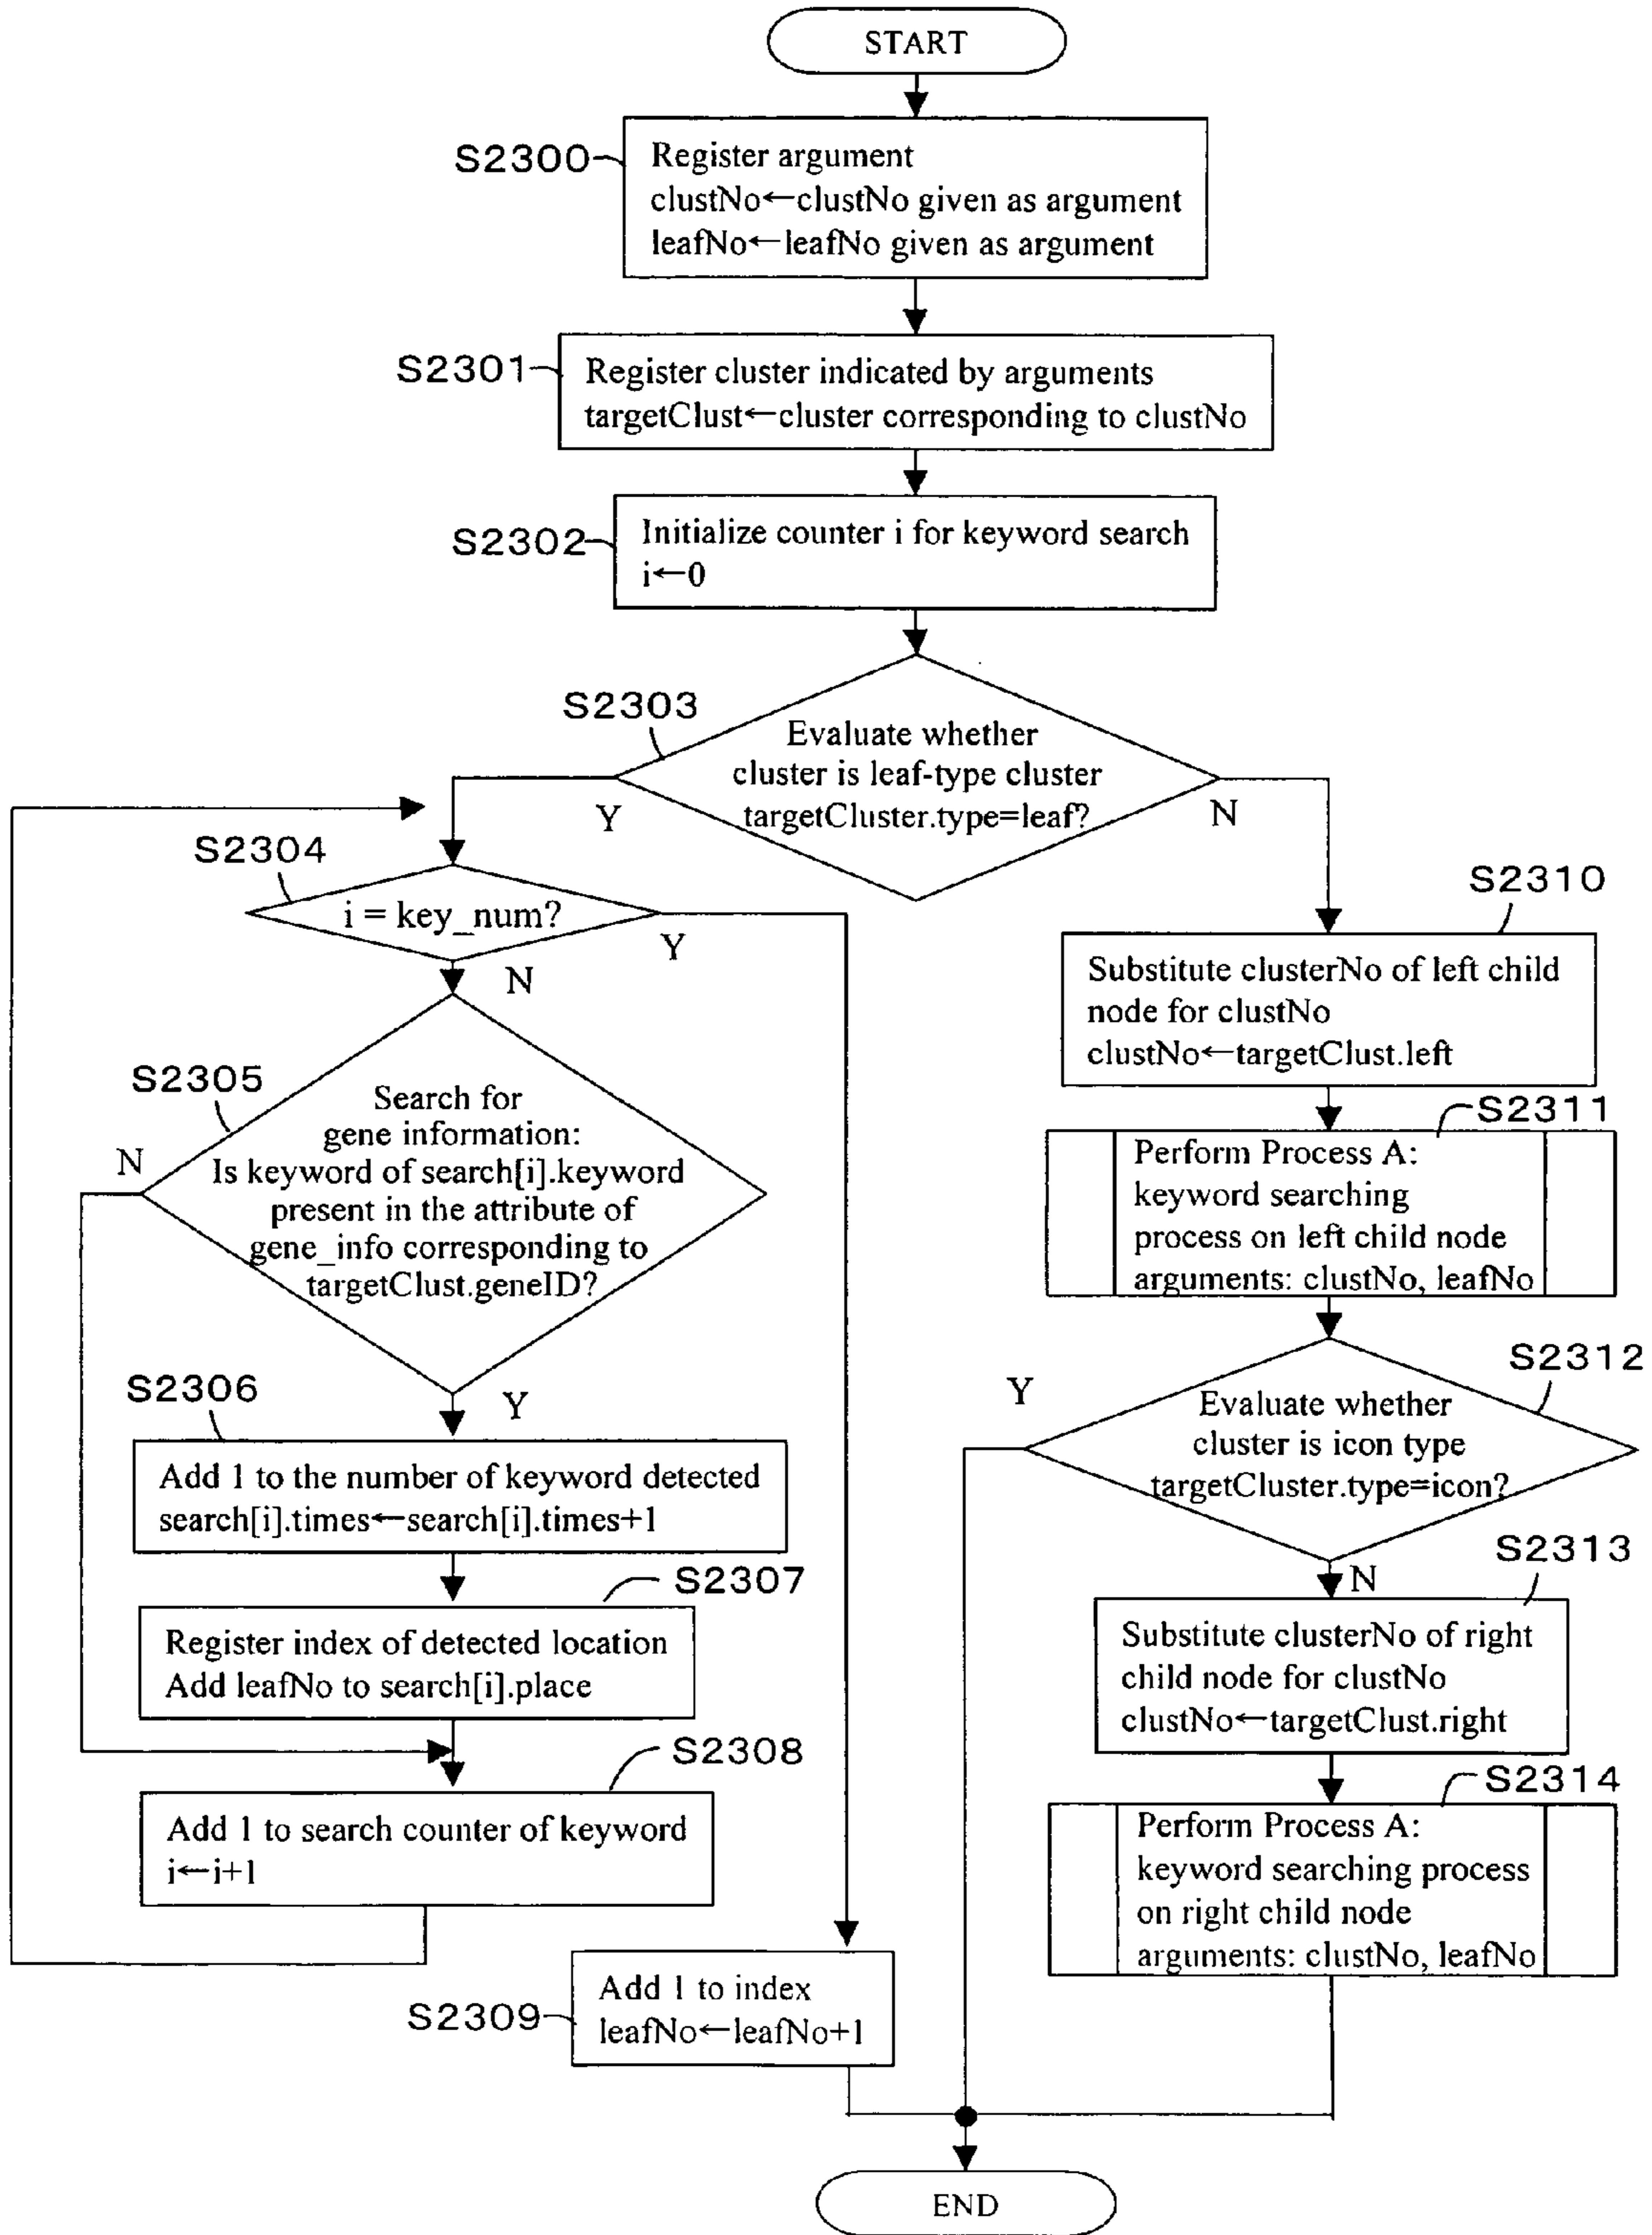 START
S2300
Register argument
clustNo←clustNo given as argument
leafNo←leafNo given as argument
S2301
Register cluster indicated by arguments
targetClust←cluster corresponding to clustNo
S2302
Initialize counter i for keyword search
i←0
S2303
Evaluate whether
cluster is leaf-type cluster
targetCluster.type=leaf?
Y
N
S2304
i = key_num?
Y
N
S2305
Search for
gene information:
Is keyword of search[i].keyword
present in the attribute of
gene_info corresponding to
targetClust.geneID?
N
Y
S2306
Add 1 to the number of keyword detected
search[i].times←search[i].times+1
S2307
Register index of detected location
Add leafNo to search[i].place
S2308
Add 1 to search counter of keyword
i←i+1
S2309
Add 1 to index
leafNo←leafNo+1
S2310
Substitute clusterNo of left child
node for clustNo
clustNo←targetClust.left
S2311
Perform Process A:
keyword searching
process on left child node
arguments: clustNo, leafNo
S2312
Evaluate whether
cluster is icon type
targetCluster.type=icon?
Y
N
S2313
Substitute clusterNo of right
child node for clustNo
clustNo←targetClust.right
S2314
Perform Process A:
keyword searching process
on right child node
arguments: clustNo, leafNo
END